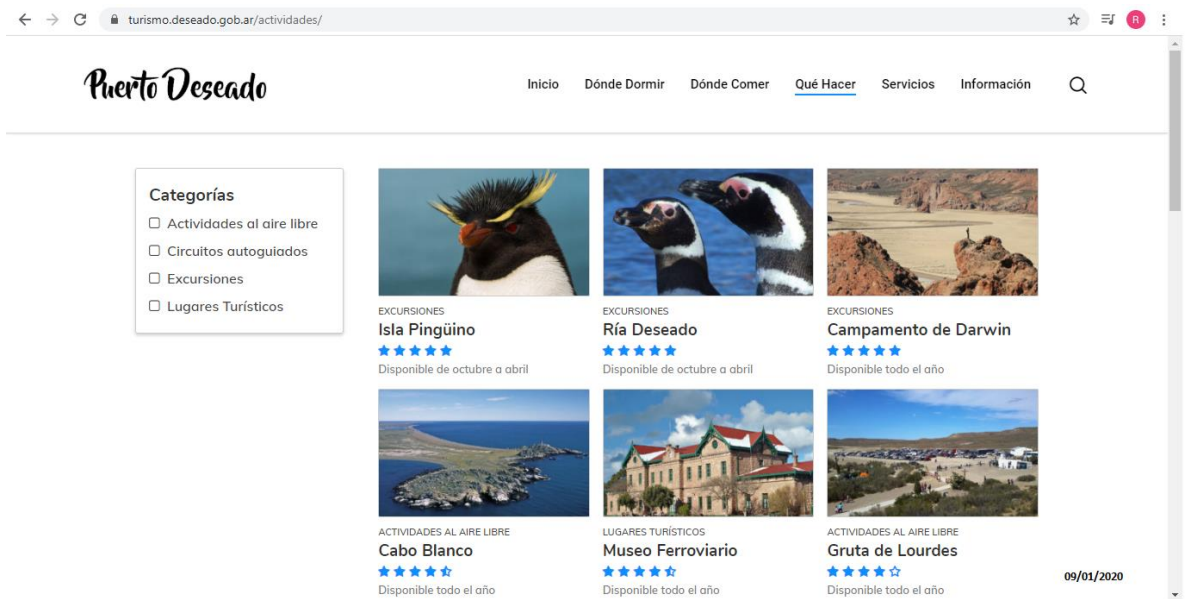 turismo.deseado.gob.ar/actividades/
R
Puerto Deseado
Inicio Dónde Dormir Dónde Comer Qué Hacer Servicios Información
Categorías
Actividades al aire libre
Circuitos autoguiados
Excursiones
Lugares Turísticos
EXCURSIONES
Isla Pingüino
Disponible de octubre a abril
EXCURSIONES
Ría Deseado
Disponible de octubre a abril
EXCURSIONES
Campamento de Darwin
Disponible todo el año
ACTIVIDADES AL AIRE LIBRE
Cabo Blanco
Disponible todo el año
LUGARES TURÍSTICOS
Museo Ferroviario
Disponible todo el año
ACTIVIDADES AL AIRE LIBRE
Gruta de Lourdes
Disponible todo el año
09/01/2020